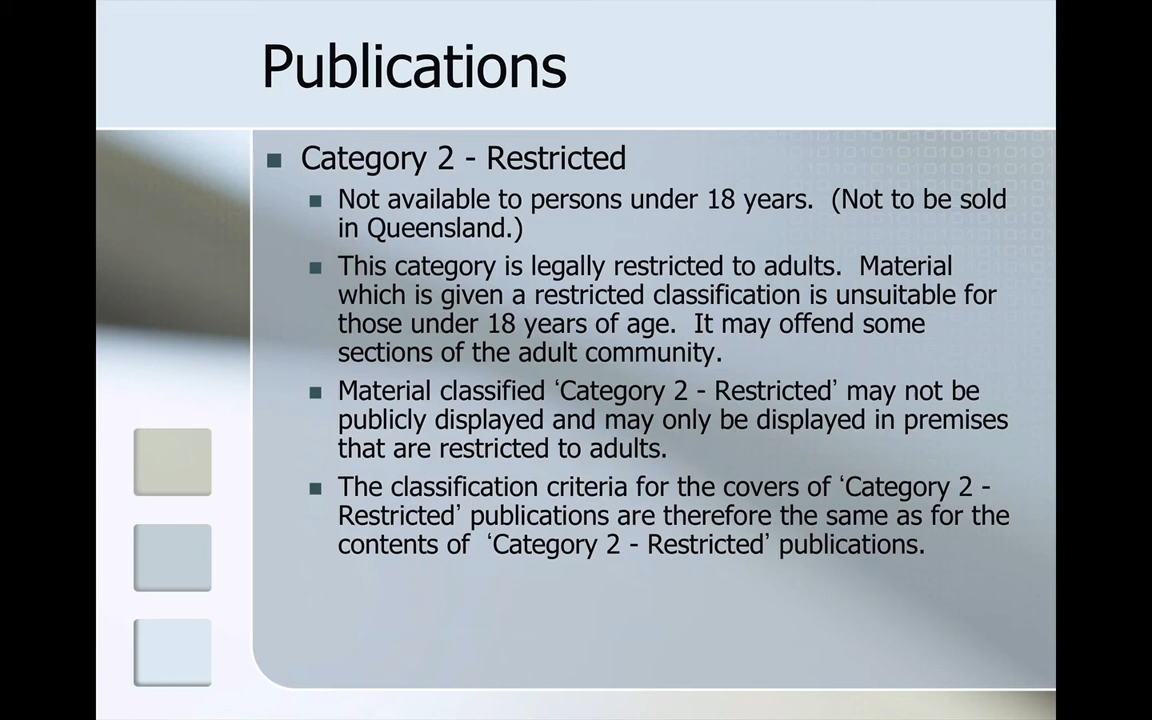 Publications
Category 2 - Restricted
Not available to persons under 18 years.  (Not to be sold
in Queensland.)
This category is legally restricted to adults.  Material
which is given a restricted classification is unsuitable for
those under 18 years of age.  It may offend some
sections of the adult community.
Material classified ‘Category 2 - Restricted’ may not be
publicly displayed and may only be displayed in premises
that are restricted to adults.
The classification criteria for the covers of ‘Category 2 -
Restricted’ publications are therefore the same as for the
contents of  ‘Category 2 - Restricted’ publications.